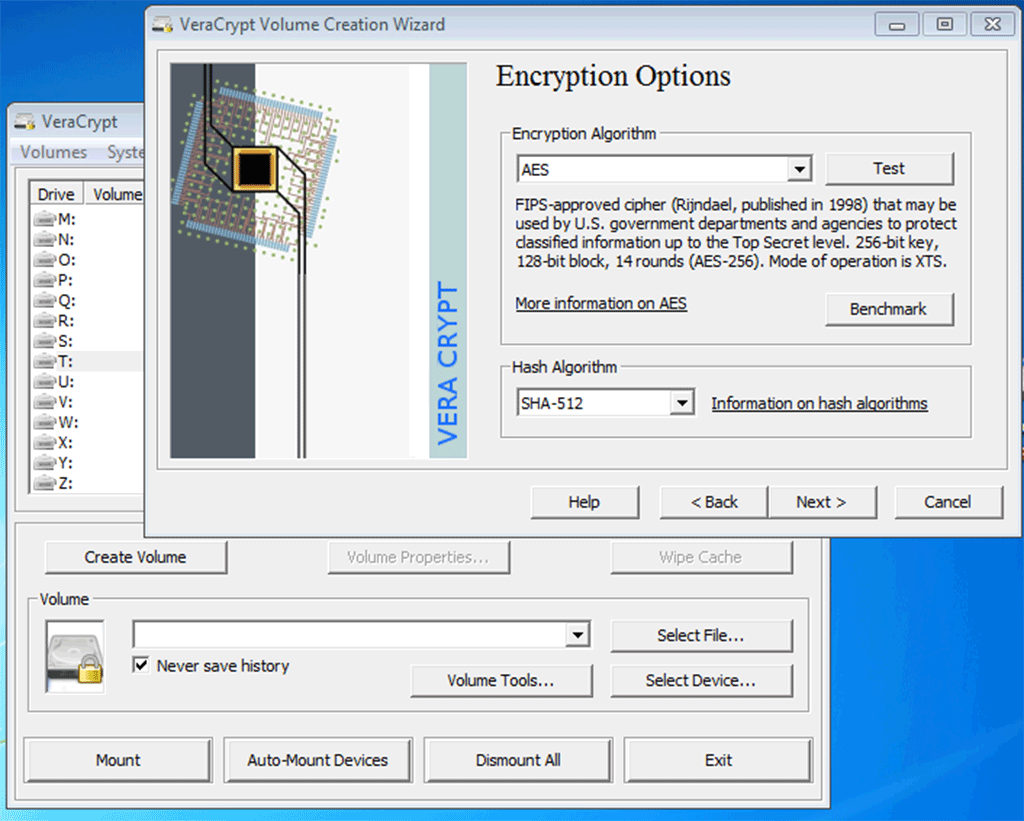 VeraCrypt Volume Creation Wizard
VERA CRYPT
Encryption Options
Encryption Algorithm
AES
Test
FIPS-approved cipher (Rijndael, published in 1998) that may be
used by U.S. government departments and agencies to protect
classified information up to the Top Secret level. 256-bit key,
128-bit block, 14 rounds (AES-256). Mode of operation is XTS.
More information on AES
Benchmark
Hash Algorithm
SHA-512
Information on hash algorithms
Help
< Back
Next >
Cancel
VeraCrypt
Volumes
Drive
Volume
M:
N:
O:
P:
Q:
R:
S:
T:
U:
V:
W:
X:
Y:
Z:
Create Volume
Volume Properties...
Wipe Cache
Volume
Select File...
Never save history
Volume Tools...
Select Device...
Mount
Auto-Mount Devices
Dismount All
Exit